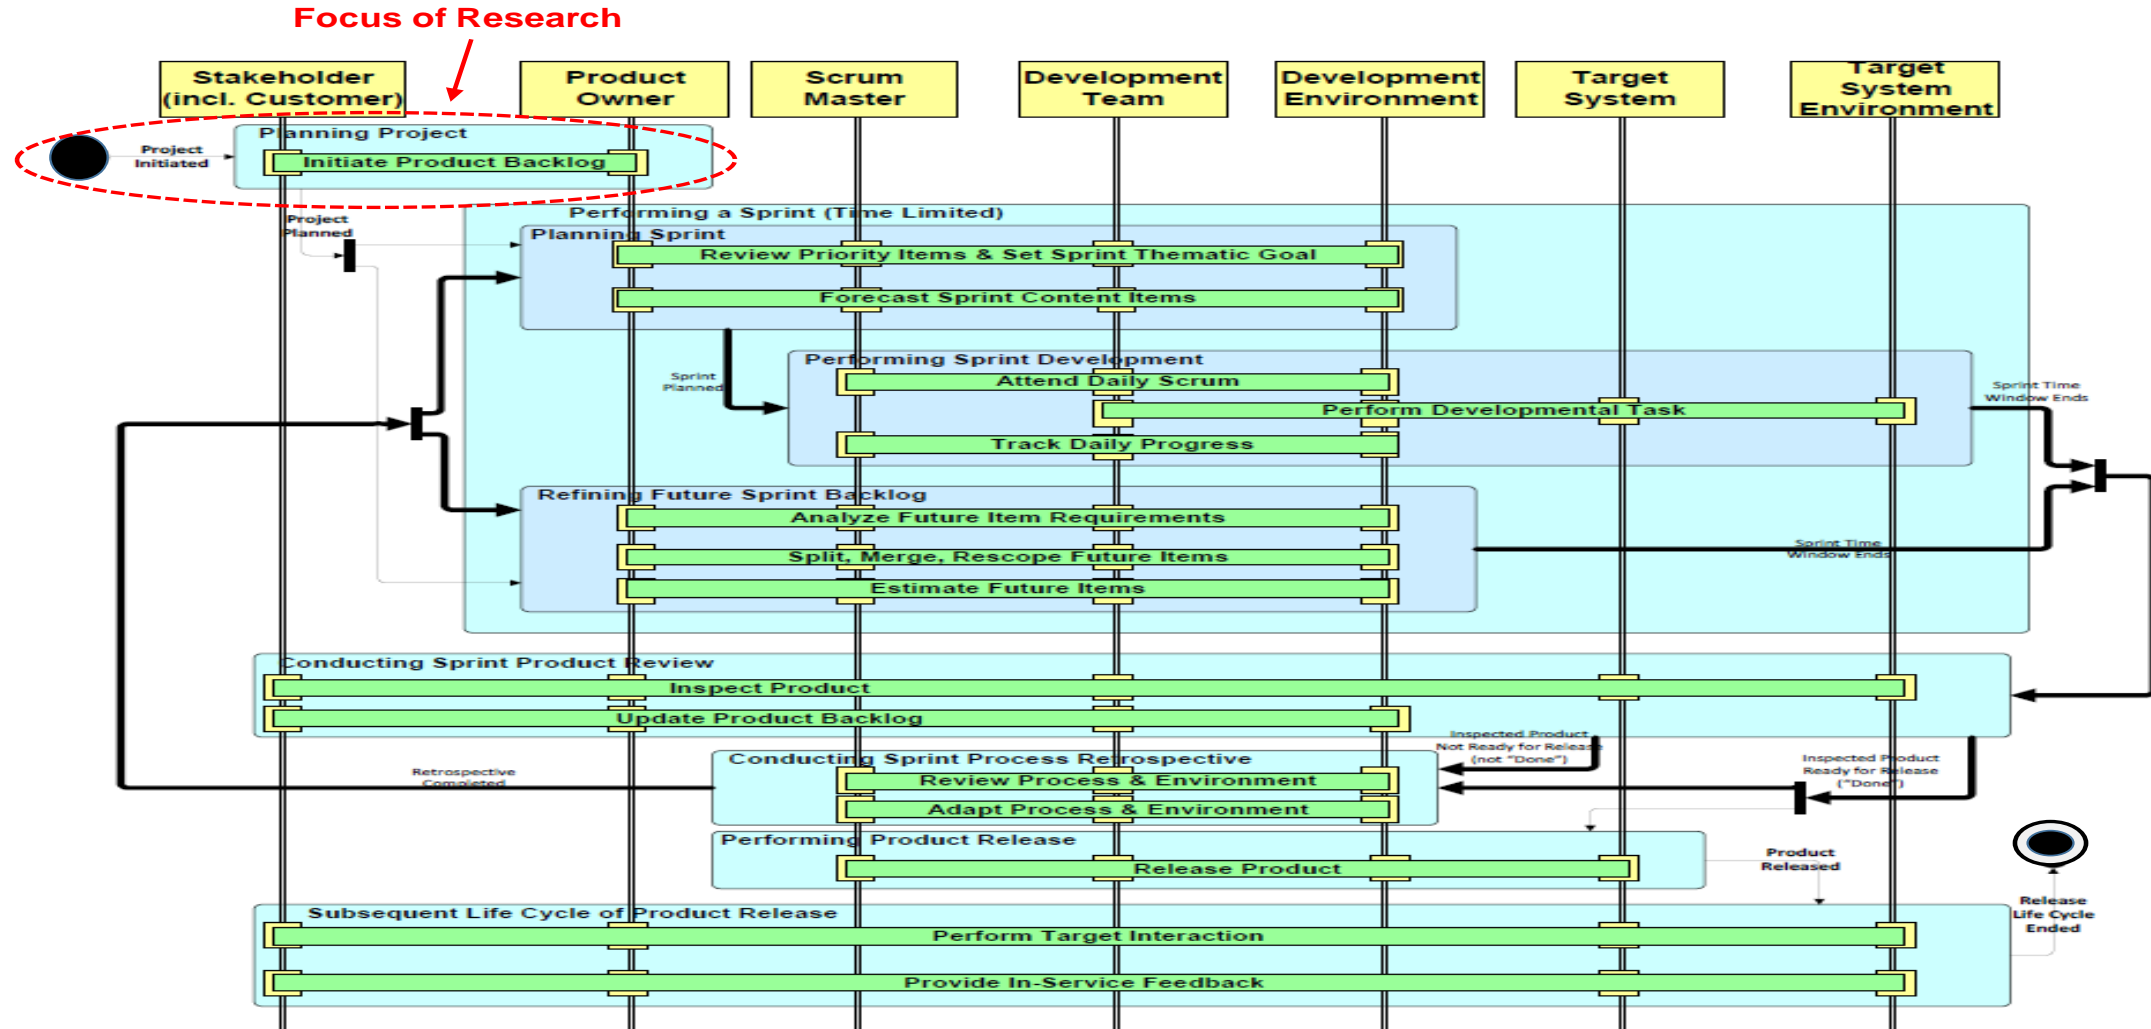 Focus of Research
Stakeholder
(incl. Customer)
Product
Owner
Scrum
Master
Development
Team
Development
Environment
Target
System
Target
System
Environment
Planning Project
Project
Initiated
Initiate Product Backlog
Project
Planned
Performing a Sprint (Time Limited)
Planning Sprint
Review Priority Items & Set Sprint Thematic Goal
Forecast Sprint Content Items
Sprint
Planned
Performing Sprint Development
Attend Daily Scrum
Perform Developmental Task
Track Daily Progress
Sprint Time
Window Ends
Refining Future Sprint Backlog
Analyze Future Item Requirements
Split, Merge, Rescope Future Items
Estimate Future Items
Sprint Time
Window Ends
Conducting Sprint Product Review
Inspect Product
Update Product Backlog
Inspected Product
Not Ready for Release
(not “Done”)
Inspected Product
Ready for Release
(“Done”)
Conducting Sprint Process Retrospective
Review Process & Environment
Adapt Process & Environment
Retrospective
Completed
Performing Product Release
Release Product
Product
Released
Subsequent Life Cycle of Product Release
Perform Target Interaction
Provide In-Service Feedback
Release
Life Cycle
Ended